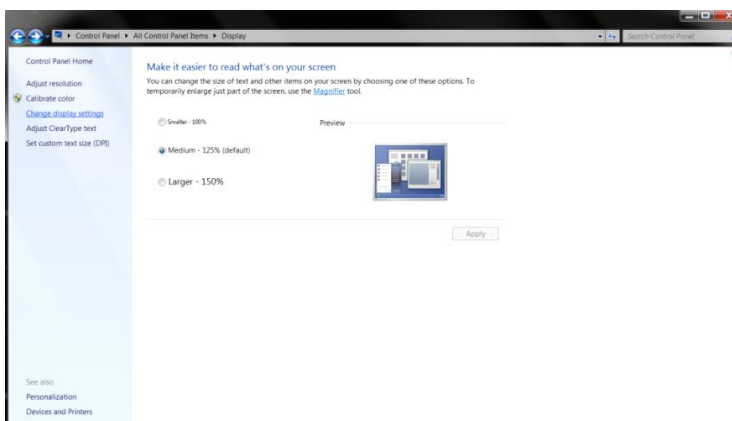 Control Panel ▸ All Control Panel Items ▸ Display
Search Control Panel
Control Panel Home
Adjust resolution
Calibrate color
Change display settings
Adjust ClearType text
Set custom text size (DPI)
See also
Personalization
Devices and Printers
Make it easier to read what's on your screen
You can change the size of text and other items on your screen by choosing one of these options. To
temporarily enlarge just part of the screen, use the Magnifier tool.
Smaller - 100%
Preview
Medium - 125% (default)
Larger - 150%
Apply